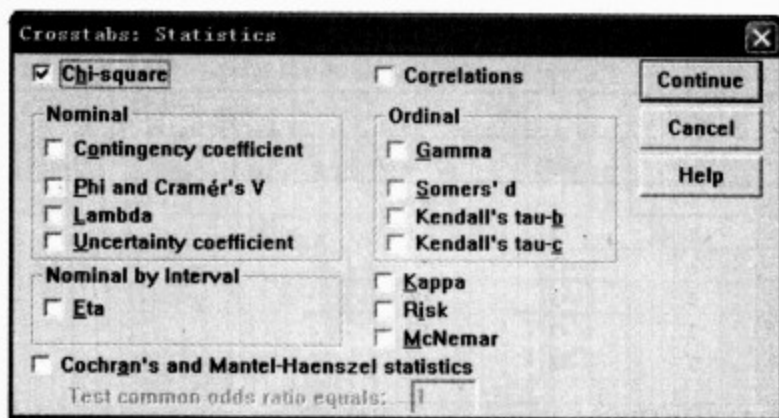 Crosstabs: Statistics
Chi-square
Correlations
Continue
Nominal
Ordinal
Cancel
Contingency coefficient
Gamma
Help
Phi and Cramér's V
Somers' d
Lambda
Kendall's tau-b
Uncertainty coefficient
Kendall's tau-c
Nominal by Interval
Kappa
Eta
Risk
McNemar
Cochran's and Mantel-Haenszel statistics
Test common odds ratio equals: 1